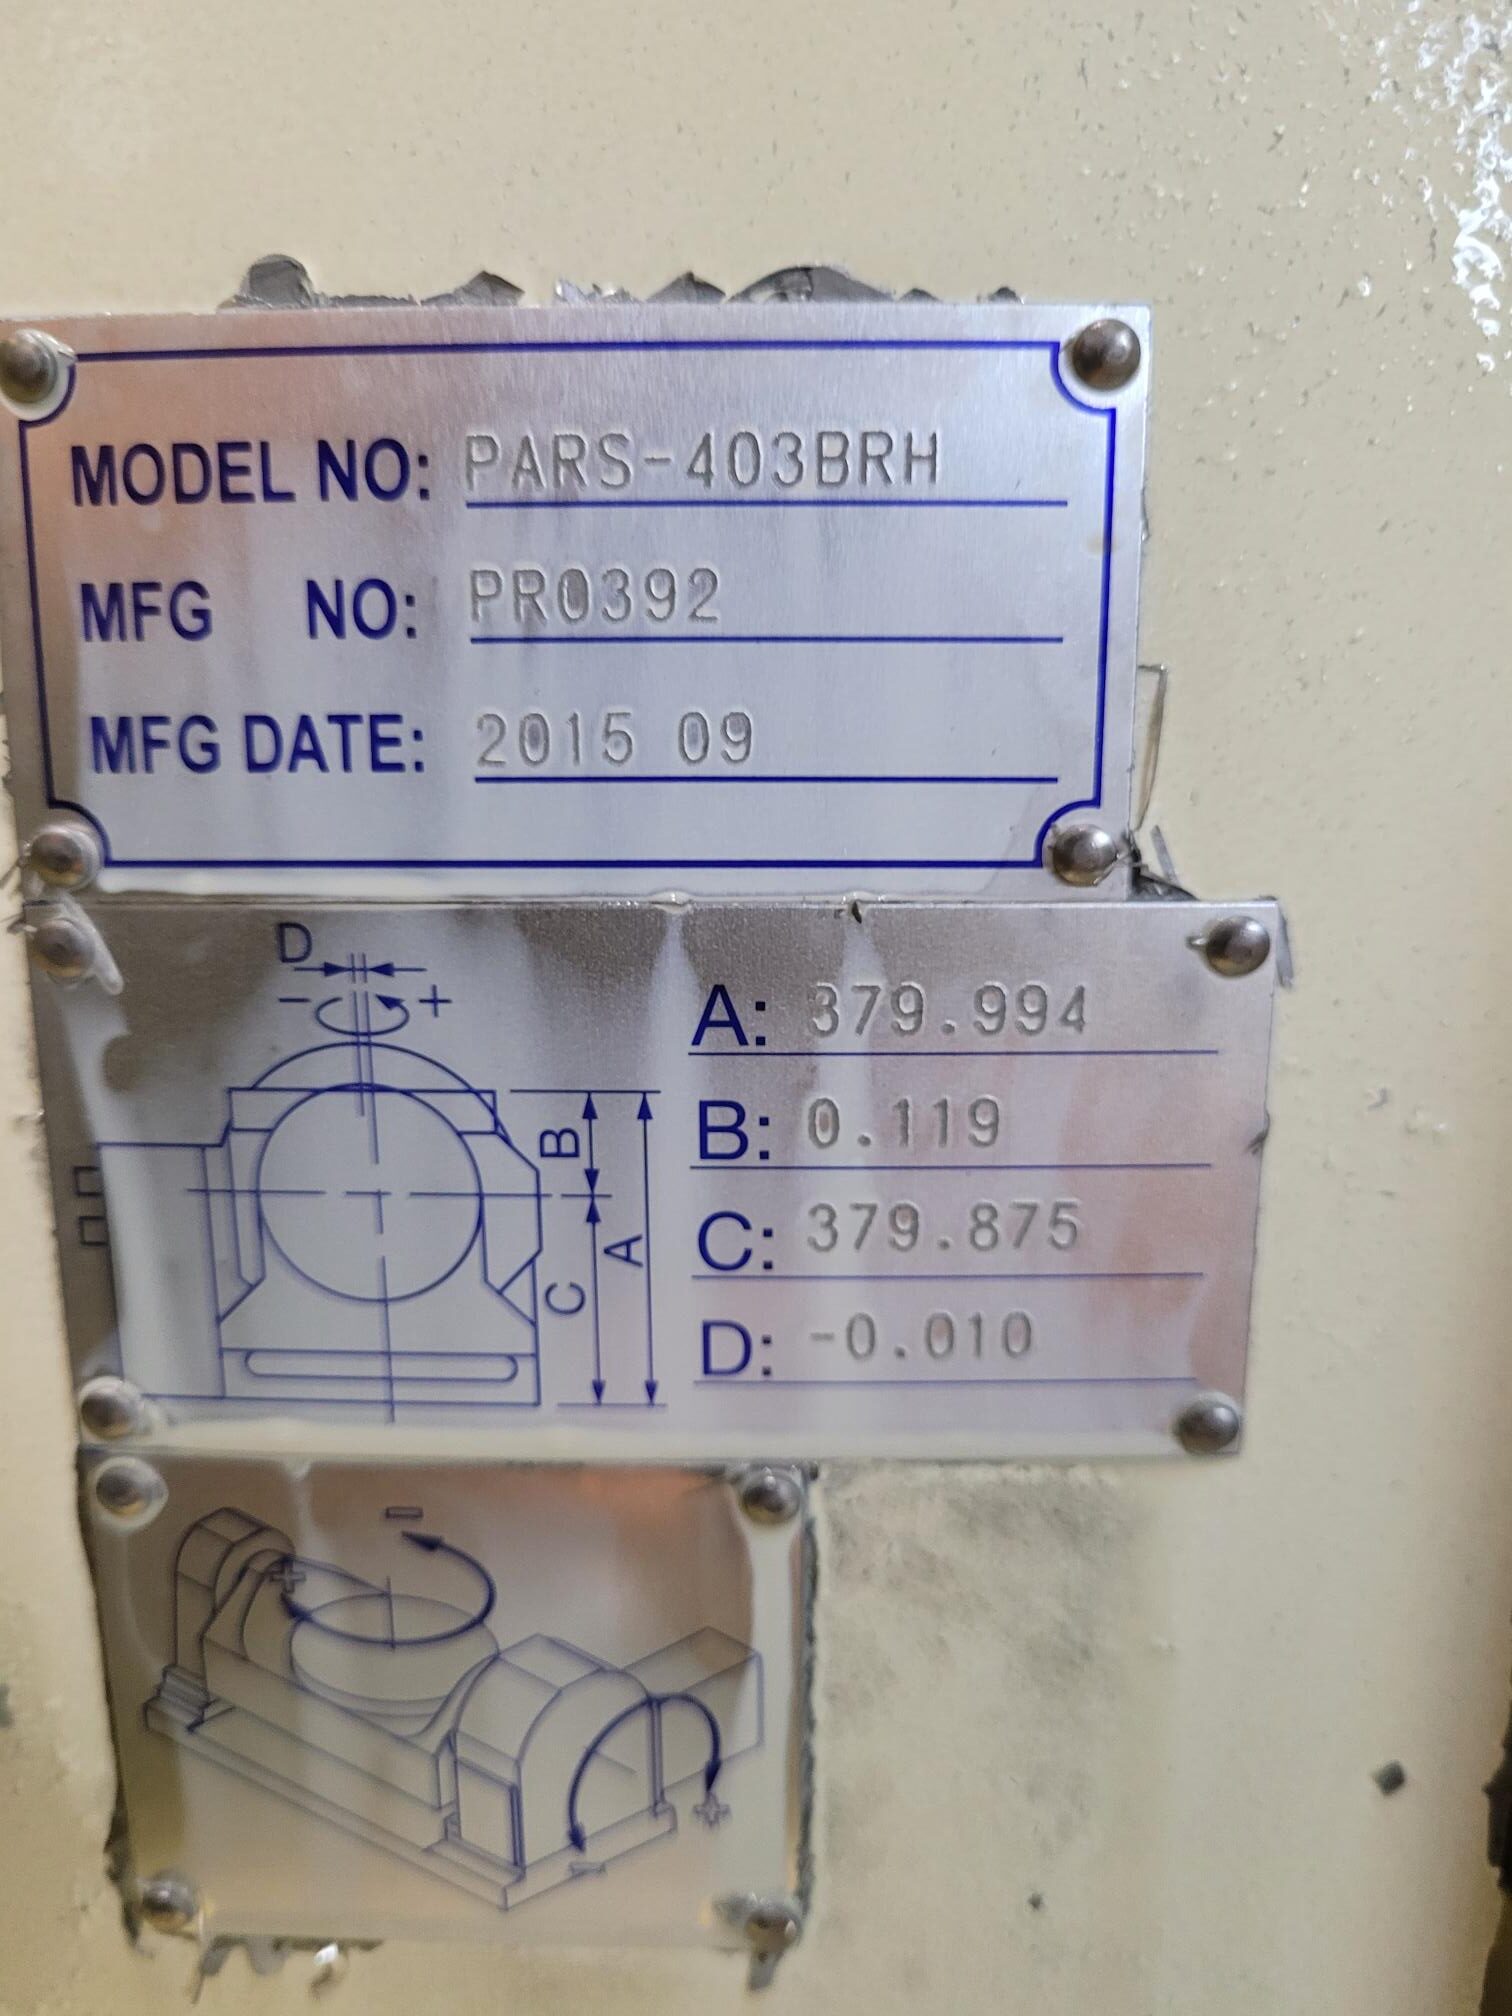 MODEL NO: PARS-403BRH
MFG NO: PR0392
MFG DATE: 2015 09
D
- +
B
A
C
A: 379.994
B: 0.119
C: 379.875
D: -0.010
-
+
+
-